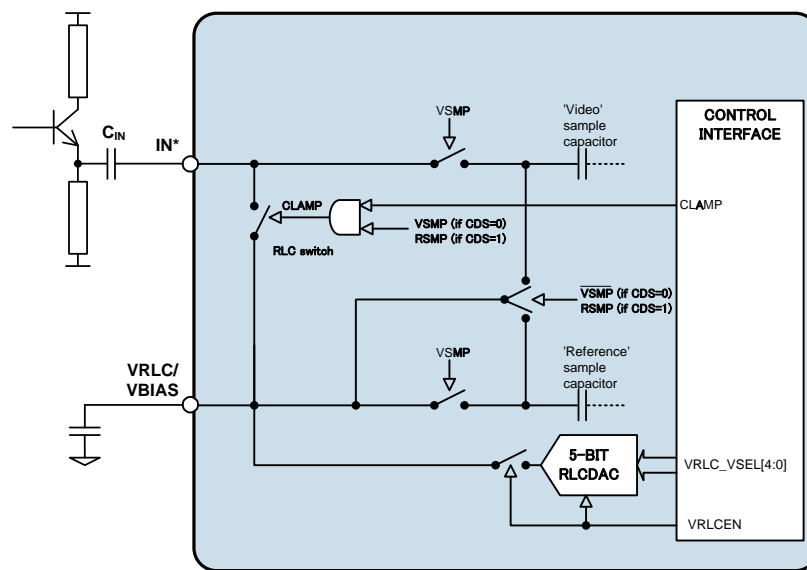 VSMP
'Video'
sample
capacitor
CONTROL
INTERFACE
CIN
IN*
CLAMP
VSMP (if CDS=0)
RSMP (if CDS=1)
CLAMP
RLC switch
VSMP (if CDS=0)
RSMP (if CDS=1)
VRLC/
VBIAS
VSMP
'Reference'
sample
capacitor
5-BIT
RLCDAC
VRLC_VSEL[4:0]
VRLCEN